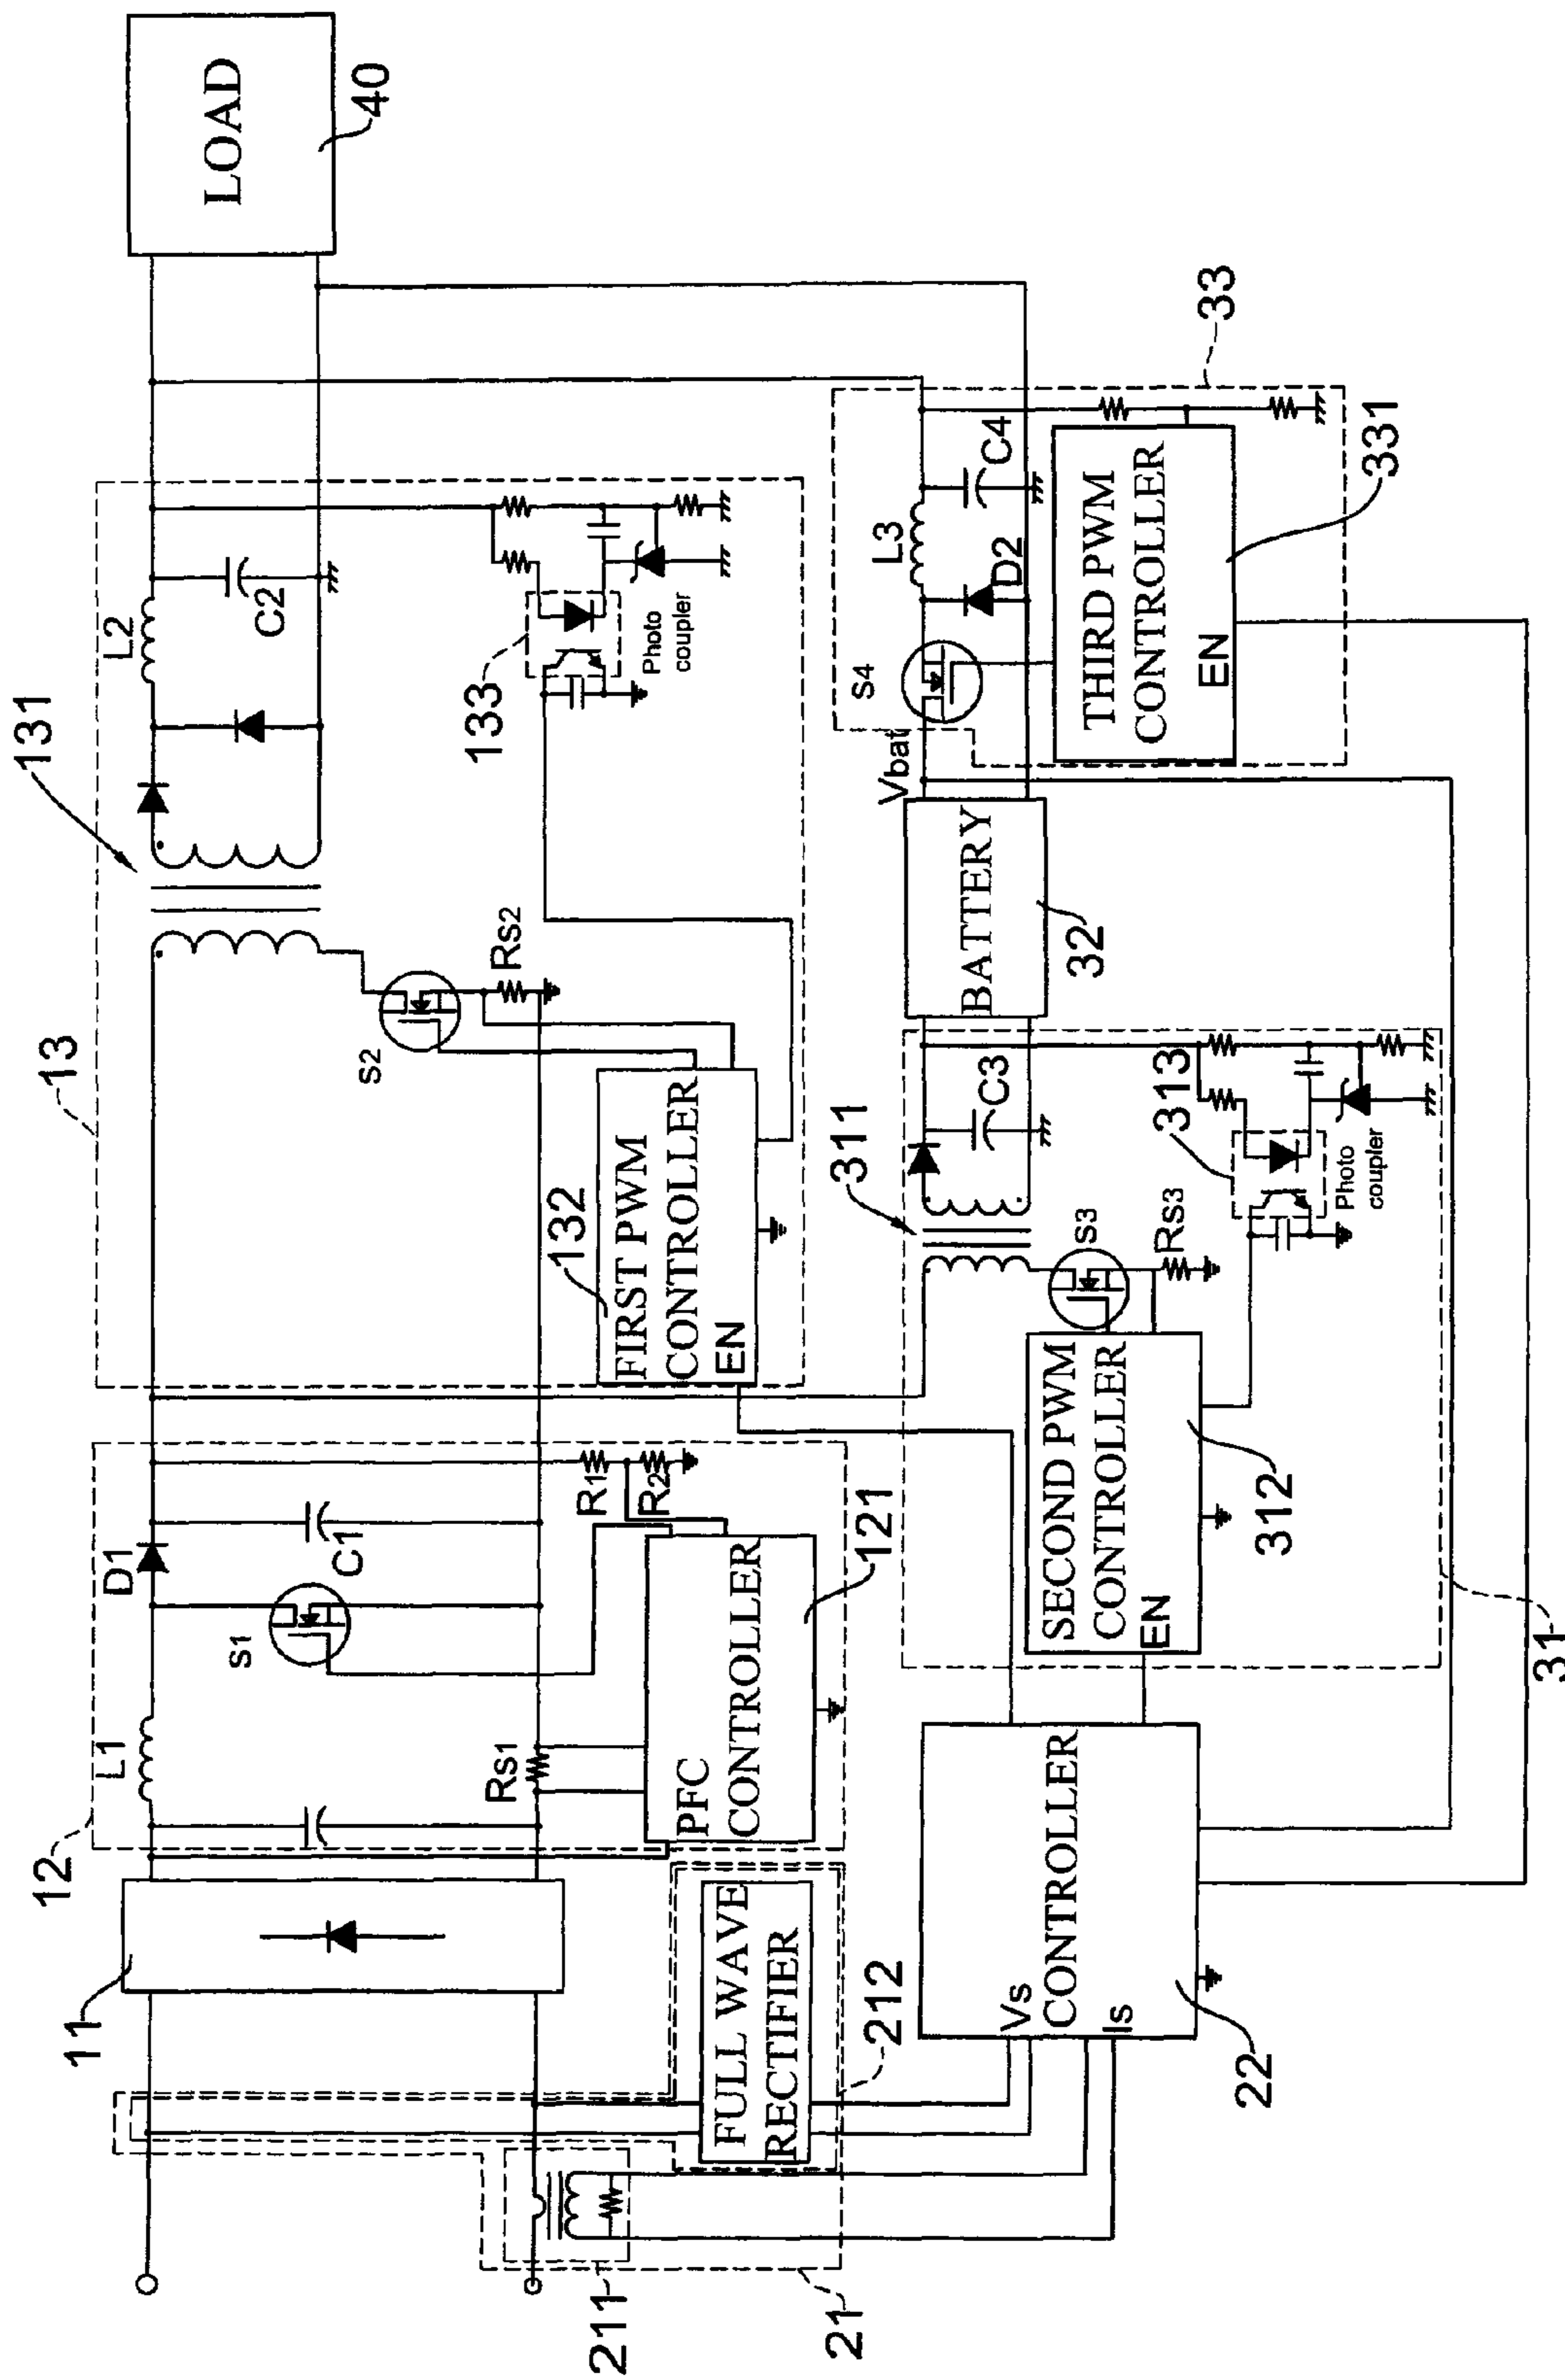 11
12
L1
D1
S1
C1
Rs1
R1
R2
PFC
CONTROLLER
121
13
131
L2
C2
S2
Rs2
FIRST PWM
CONTROLLER
EN
132
133
Photo
coupler
LOAD
40
211
21
FULL WAVE
RECTIFIER
212
Vs
CONTROLLER
Is
22
311
C3
S3
Rs3
SECOND PWM
CONTROLLER
EN
312
313
Photo
coupler
31
BATTERY
32
Vbat
S4
L3
D2
C4
33
THIRD PWM
CONTROLLER
EN
331